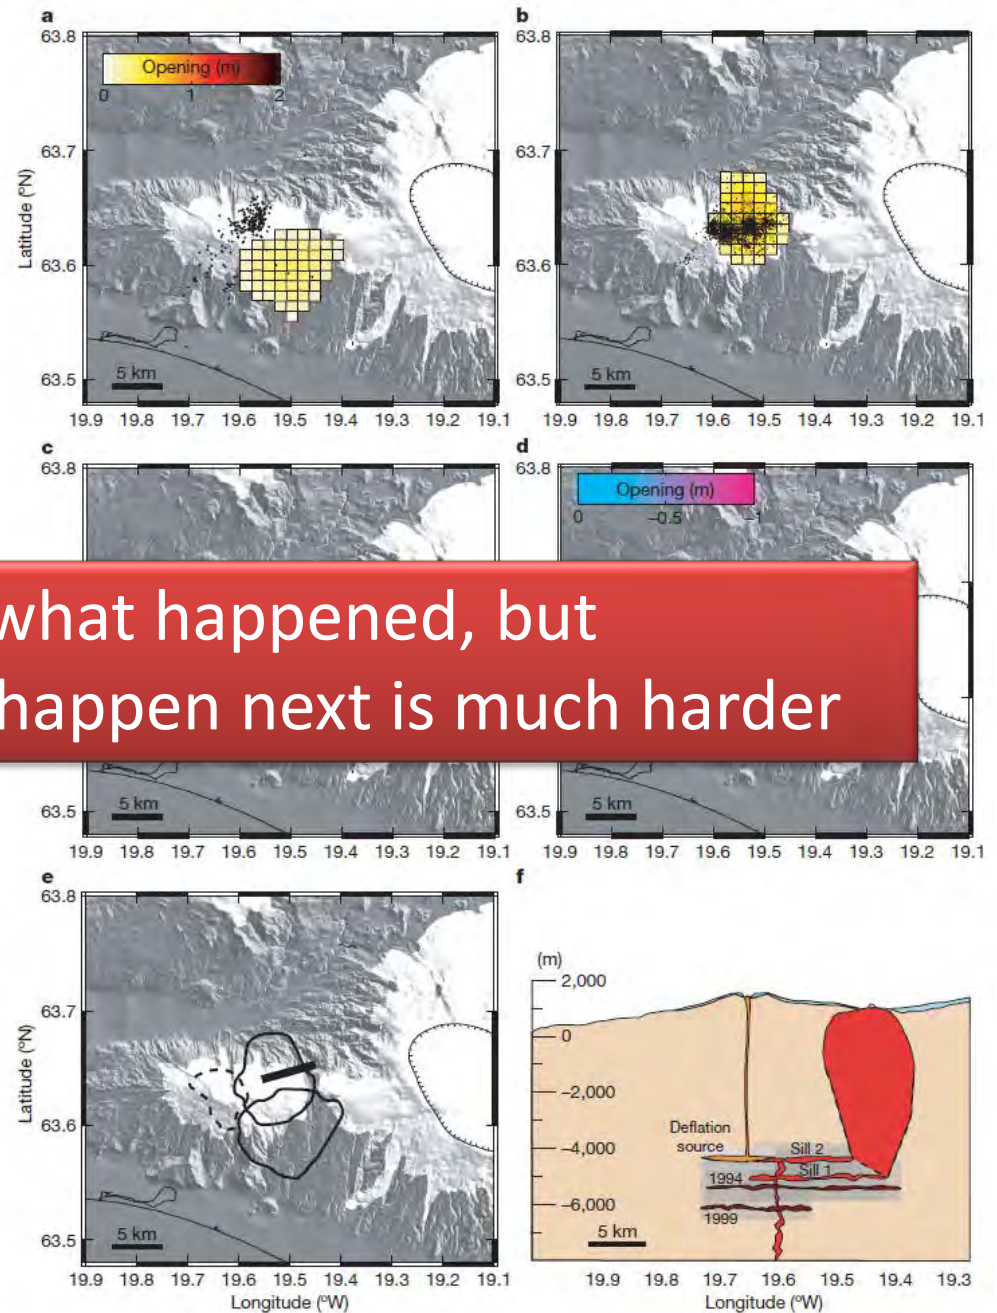 a
63.8
63.7
63.6
63.5
Latitude (ºN)
Opening (m)
0 1 2
5 km
19.9 19.8 19.7 19.6 19.5 19.4 19.3 19.2 19.1
b
63.8
63.7
63.6
63.5
5 km
19.9 19.8 19.7 19.6 19.5 19.4 19.3 19.2 19.1
c
63.8
63.5
5 km
19.9 19.8 19.7 19.6 19.5 19.4 19.3 19.2 19.1
d
63.8
Opening (m)
0 −0.5 −1
63.5
5 km
19.9 19.8 19.7 19.6 19.5 19.4 19.3 19.2 19.1
what happened, but
happen next is much harder
e
63.8
63.7
63.6
63.5
Latitude (ºN)
5 km
19.9 19.8 19.7 19.6 19.5 19.4 19.3 19.2 19.1
Longitude (ºW)
f
(m)
2,000
0
−2,000
−4,000
−6,000
Deflation
source
Sill 2
Sill 1
1994
1999
5 km
19.9 19.8 19.7 19.6 19.5 19.4 19.3
Longitude (ºW)